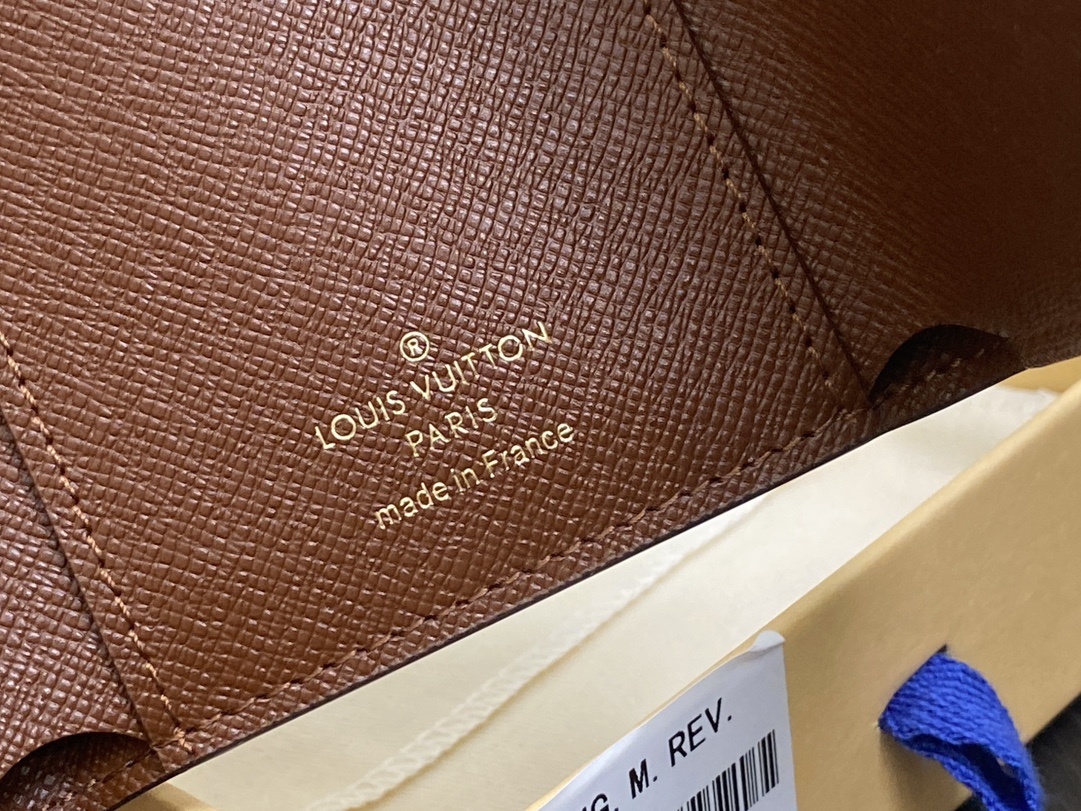 ®
LOUIS VUITTON
PARIS
made in France
M. REV.